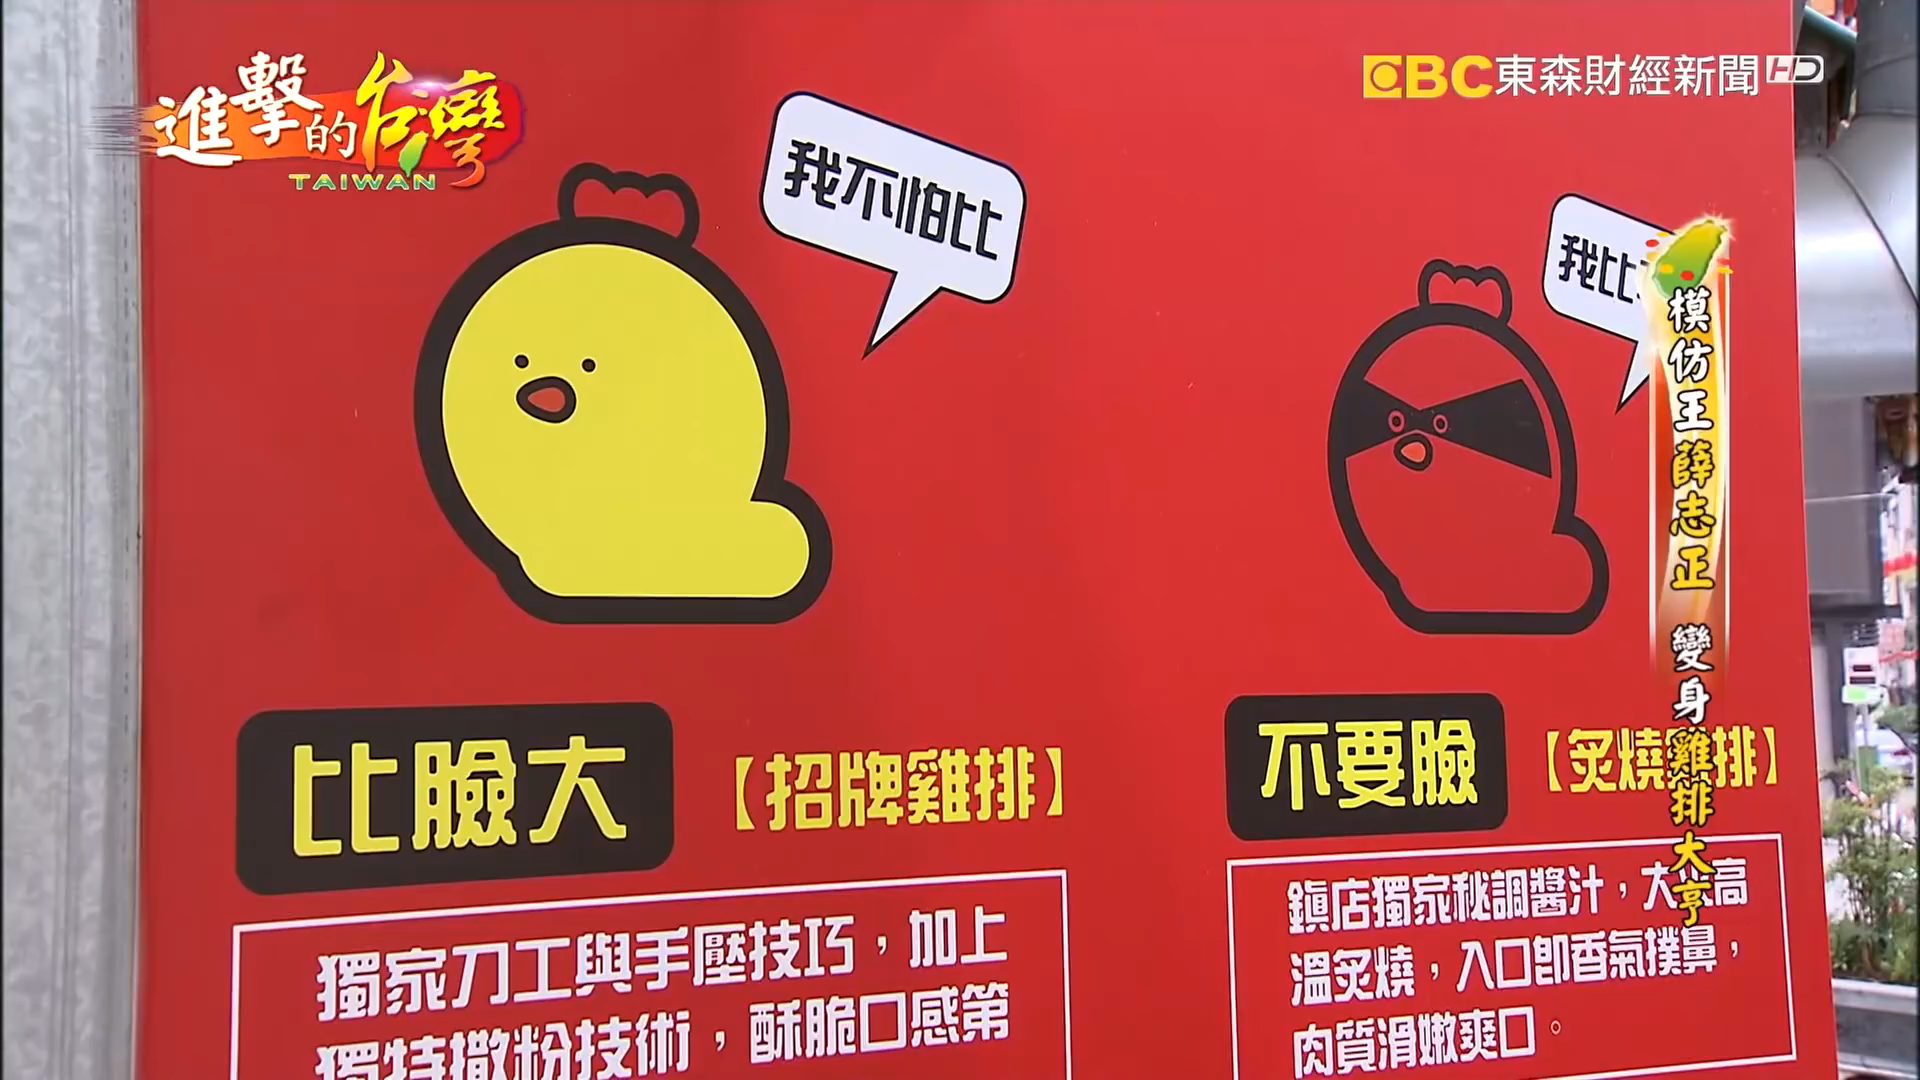 進擊的台灣
TAIWAN
EBC東森財經新聞HD
我不怕比
我比
模仿王薛志正 變身雞排大亨
比臉大
【招牌雞排】
獨家刀工與手壓技巧，加上
獨特撒粉技術，酥脆口感第
不要臉
【炙燒雞排】
鎮店獨家秘調醬汁，大火高
溫炙燒，入口即香氣撲鼻，
肉質滑嫩爽口。